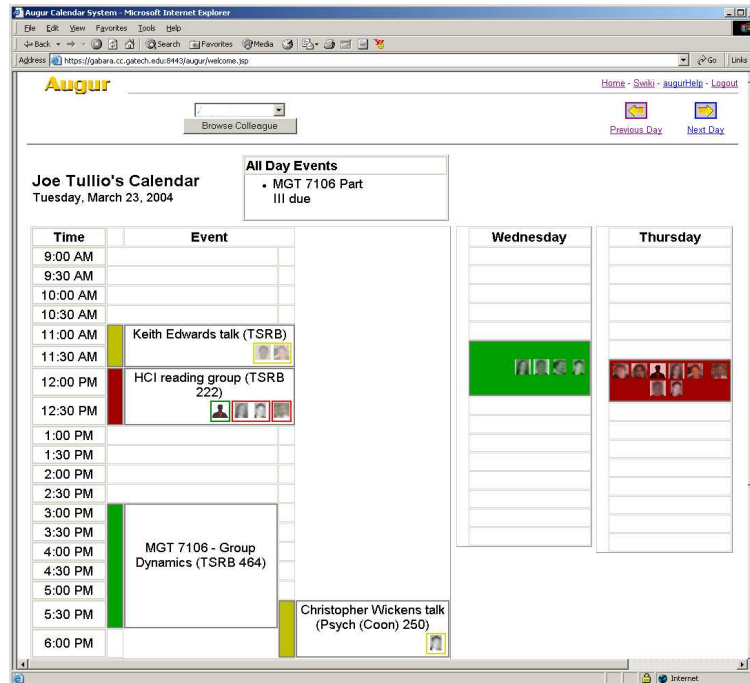 Augur Calendar System - Microsoft Internet Explorer
File Edit View Favorites Tools Help
Back Search Favorites Media
Address https://gabara.cc.gatech.edu:8443/augur/welcome.jsp Go Links
Augur
Home - Swiki - augurHelp - Logout
Browse Colleague
Previous Day Next Day
All Day Events
• MGT 7106 Part
III due
Joe Tullio's Calendar
Tuesday, March 23, 2004
Time Event Wednesday Thursday
9:00 AM
9:30 AM
10:00 AM
10:30 AM
11:00 AM Keith Edwards talk (TSRB)
11:30 AM
12:00 PM HCI reading group (TSRB
222)
12:30 PM
1:00 PM
1:30 PM
2:00 PM
2:30 PM
3:00 PM
3:30 PM
4:00 PM MGT 7106 - Group
Dynamics (TSRB 464)
4:30 PM
5:00 PM
5:30 PM Christopher Wickens talk
(Psych (Coon) 250)
6:00 PM
Internet